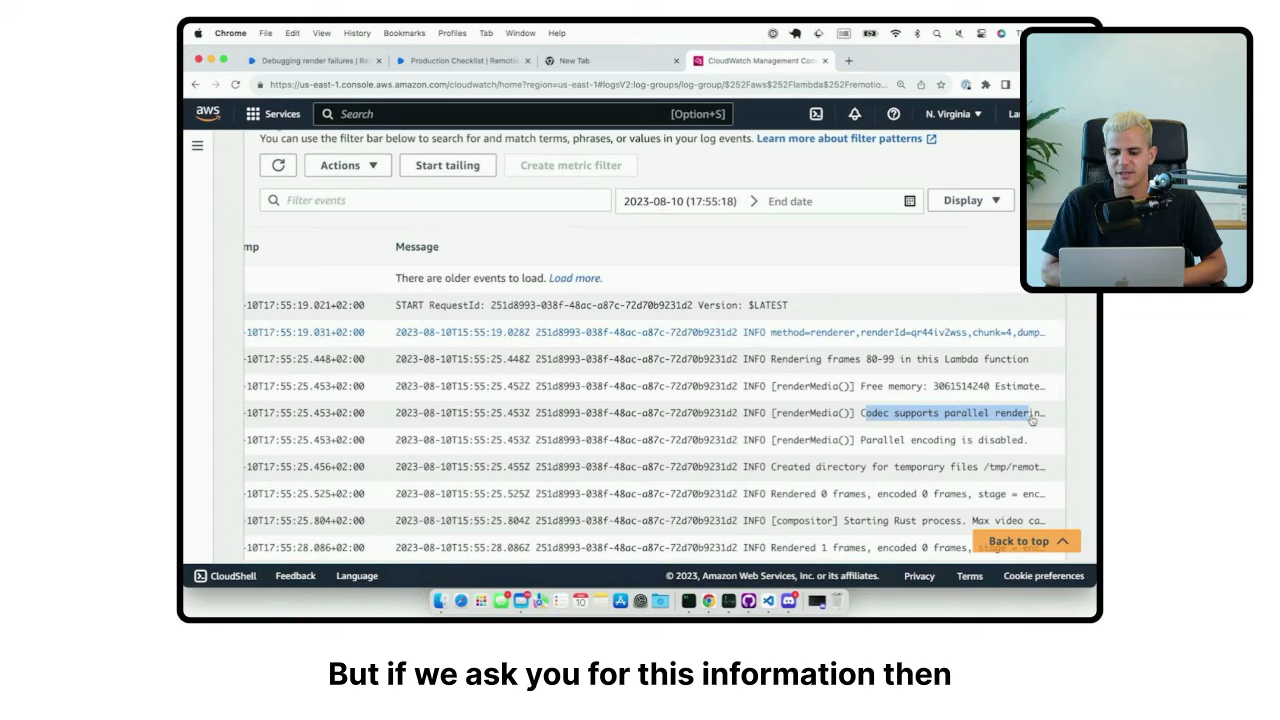 Chrome File Edit View History Bookmarks Profiles Tab Window Help
Debugging render failures | Re
Production Checklist | Remotio
New Tab
CloudWatch Management Con
https://us-east-1.console.aws.amazon.com/cloudwatch/home?region=us-east-1#logsV2:log-groups/log-group/$252Faws$252Flambda$252Fremotio...
aws Services Search [Option+S] N. Virginia
You can use the filter bar below to search for and match terms, phrases, or values in your log events. Learn more about filter patterns
Actions Start tailing Create metric filter
Filter events 2023-08-10 (17:55:18) End date Display
mp Message
There are older events to load. Load more.
-10T17:55:19.021+02:00 START RequestId: 251d8993-038f-48ac-a87c-72d70b9231d2 Version: $LATEST
-10T17:55:19.031+02:00 2023-08-10T15:55:19.028Z 251d8993-038f-48ac-a87c-72d70b9231d2 INFO method=renderer,renderId=qr44iv2wss,chunk=4,dump…
-10T17:55:25.448+02:00 2023-08-10T15:55:25.448Z 251d8993-038f-48ac-a87c-72d70b9231d2 INFO Rendering frames 80-99 in this Lambda function
-10T17:55:25.453+02:00 2023-08-10T15:55:25.453Z 251d8993-038f-48ac-a87c-72d70b9231d2 INFO [renderMedia()] Free memory: 3061514240 Estimate…
-10T17:55:25.453+02:00 2023-08-10T15:55:25.453Z 251d8993-038f-48ac-a87c-72d70b9231d2 INFO [renderMedia()] Codec supports parallel renderin…
-10T17:55:25.453+02:00 2023-08-10T15:55:25.453Z 251d8993-038f-48ac-a87c-72d70b9231d2 INFO [renderMedia()] Parallel encoding is disabled.
-10T17:55:25.456+02:00 2023-08-10T15:55:25.455Z 251d8993-038f-48ac-a87c-72d70b9231d2 INFO Created directory for temporary files /tmp/remot…
-10T17:55:25.525+02:00 2023-08-10T15:55:25.525Z 251d8993-038f-48ac-a87c-72d70b9231d2 INFO Rendered 0 frames, encoded 0 frames, stage = enc…
-10T17:55:25.804+02:00 2023-08-10T15:55:25.804Z 251d8993-038f-48ac-a87c-72d70b9231d2 INFO [compositor] Starting Rust process. Max video ca…
-10T17:55:28.086+02:00 2023-08-10T15:55:28.086Z 251d8993-038f-48ac-a87c-72d70b9231d2 INFO Rendered 1 frames, encoded 0 frames, stage = enc…
Back to top
CloudShell Feedback Language © 2023, Amazon Web Services, Inc. or its affiliates. Privacy Terms Cookie preferences
But if we ask you for this information then